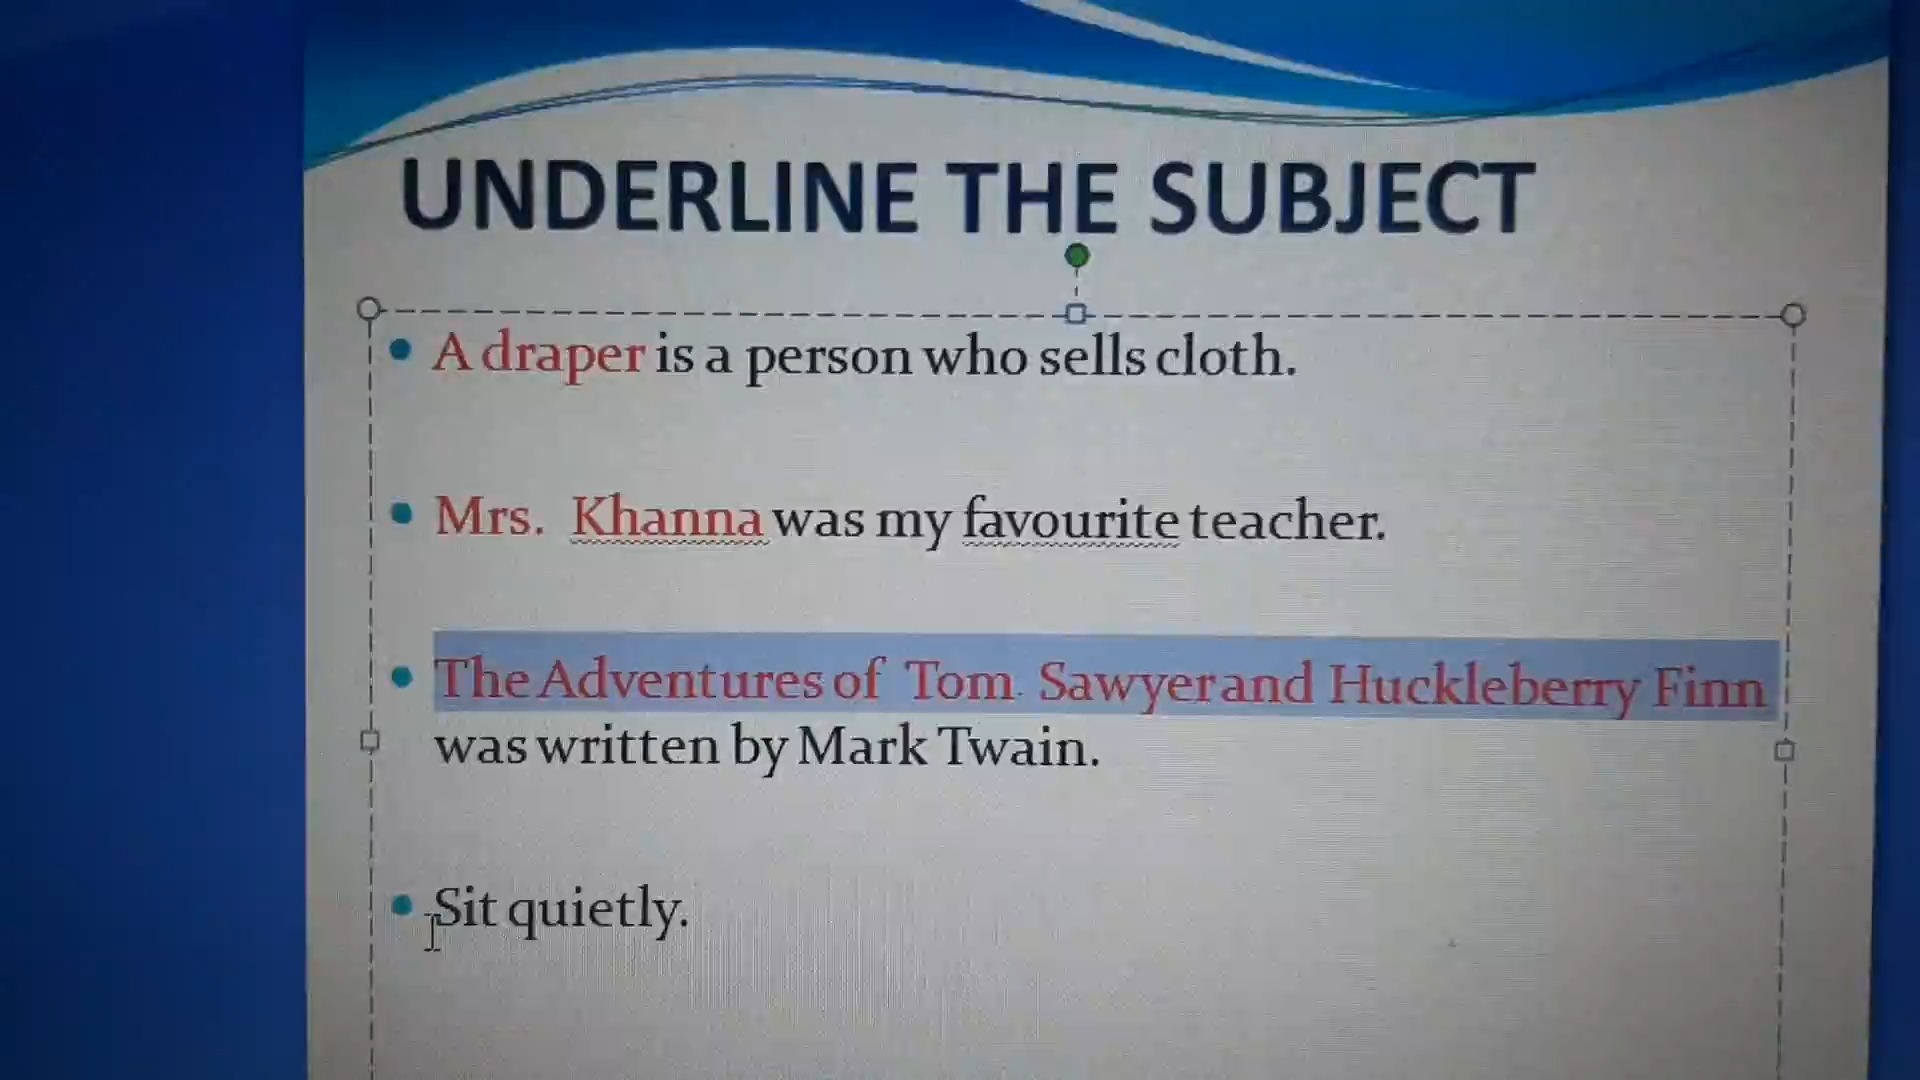 UNDERLINE THE SUBJECT
A draper is a person who sells cloth.
Mrs. Khanna was my favourite teacher.
The Adventures of Tom Sawyer and Huckleberry Finn
was written by Mark Twain.
Sit quietly.